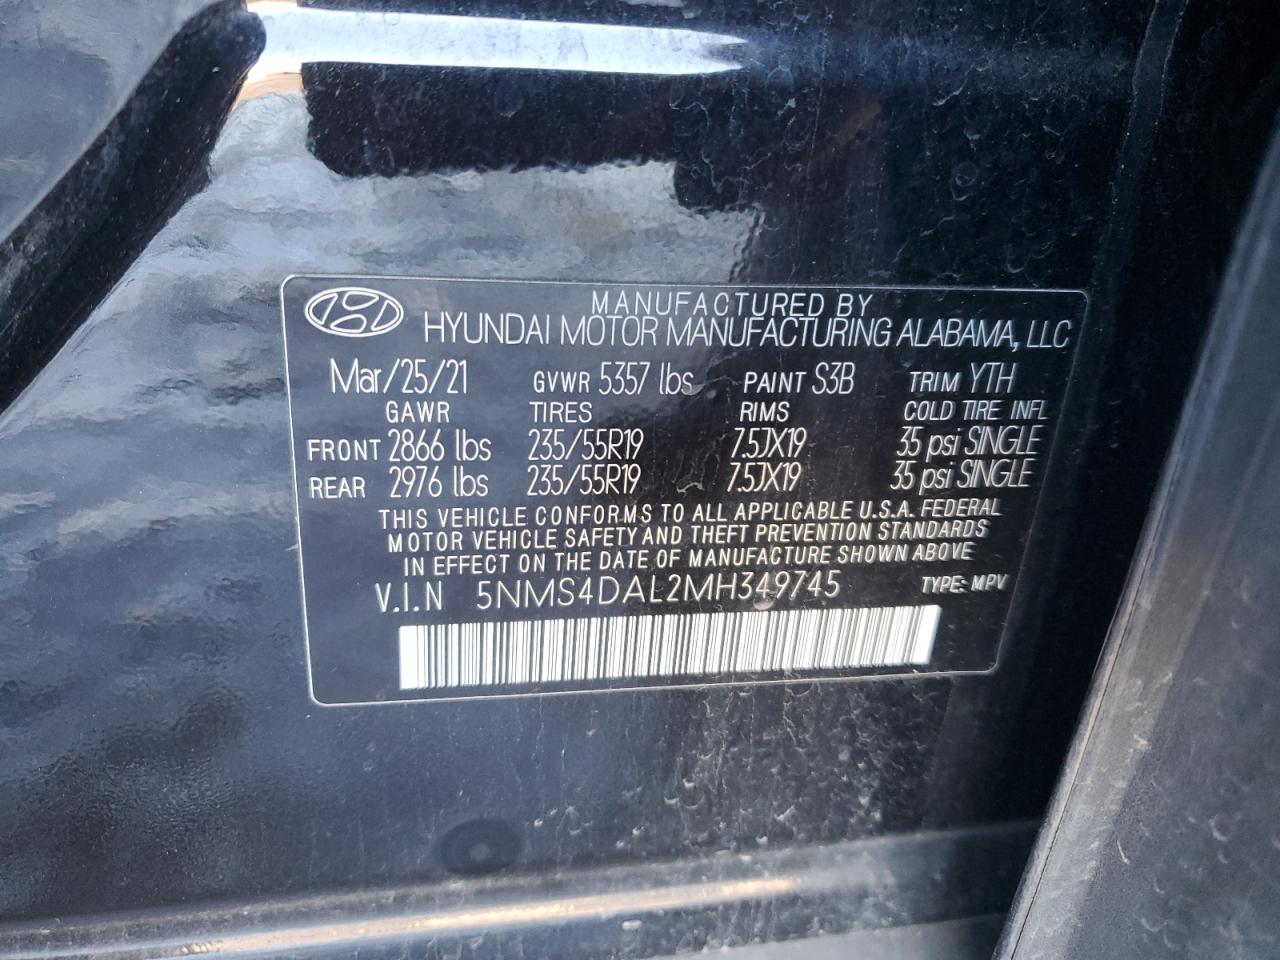 MANUFACTURED BY
HYUNDAI MOTOR MANUFACTURING ALABAMA, LLC
Mar/25/21 GVWR 5357 lbs PAINT S3B TRIM YTH
GAWR TIRES RIMS COLD TIRE INFL
FRONT 2866 lbs 235/55R19 7.5JX19 35 psi SINGLE
REAR 2976 lbs 235/55R19 7.5JX19 35 psi SINGLE
THIS VEHICLE CONFORMS TO ALL APPLICABLE U.S.A. FEDERAL
MOTOR VEHICLE SAFETY AND THEFT PREVENTION STANDARDS
IN EFFECT ON THE DATE OF MANUFACTURE SHOWN ABOVE
V.I.N 5NMS4DAL2MH349745 TYPE: MPV